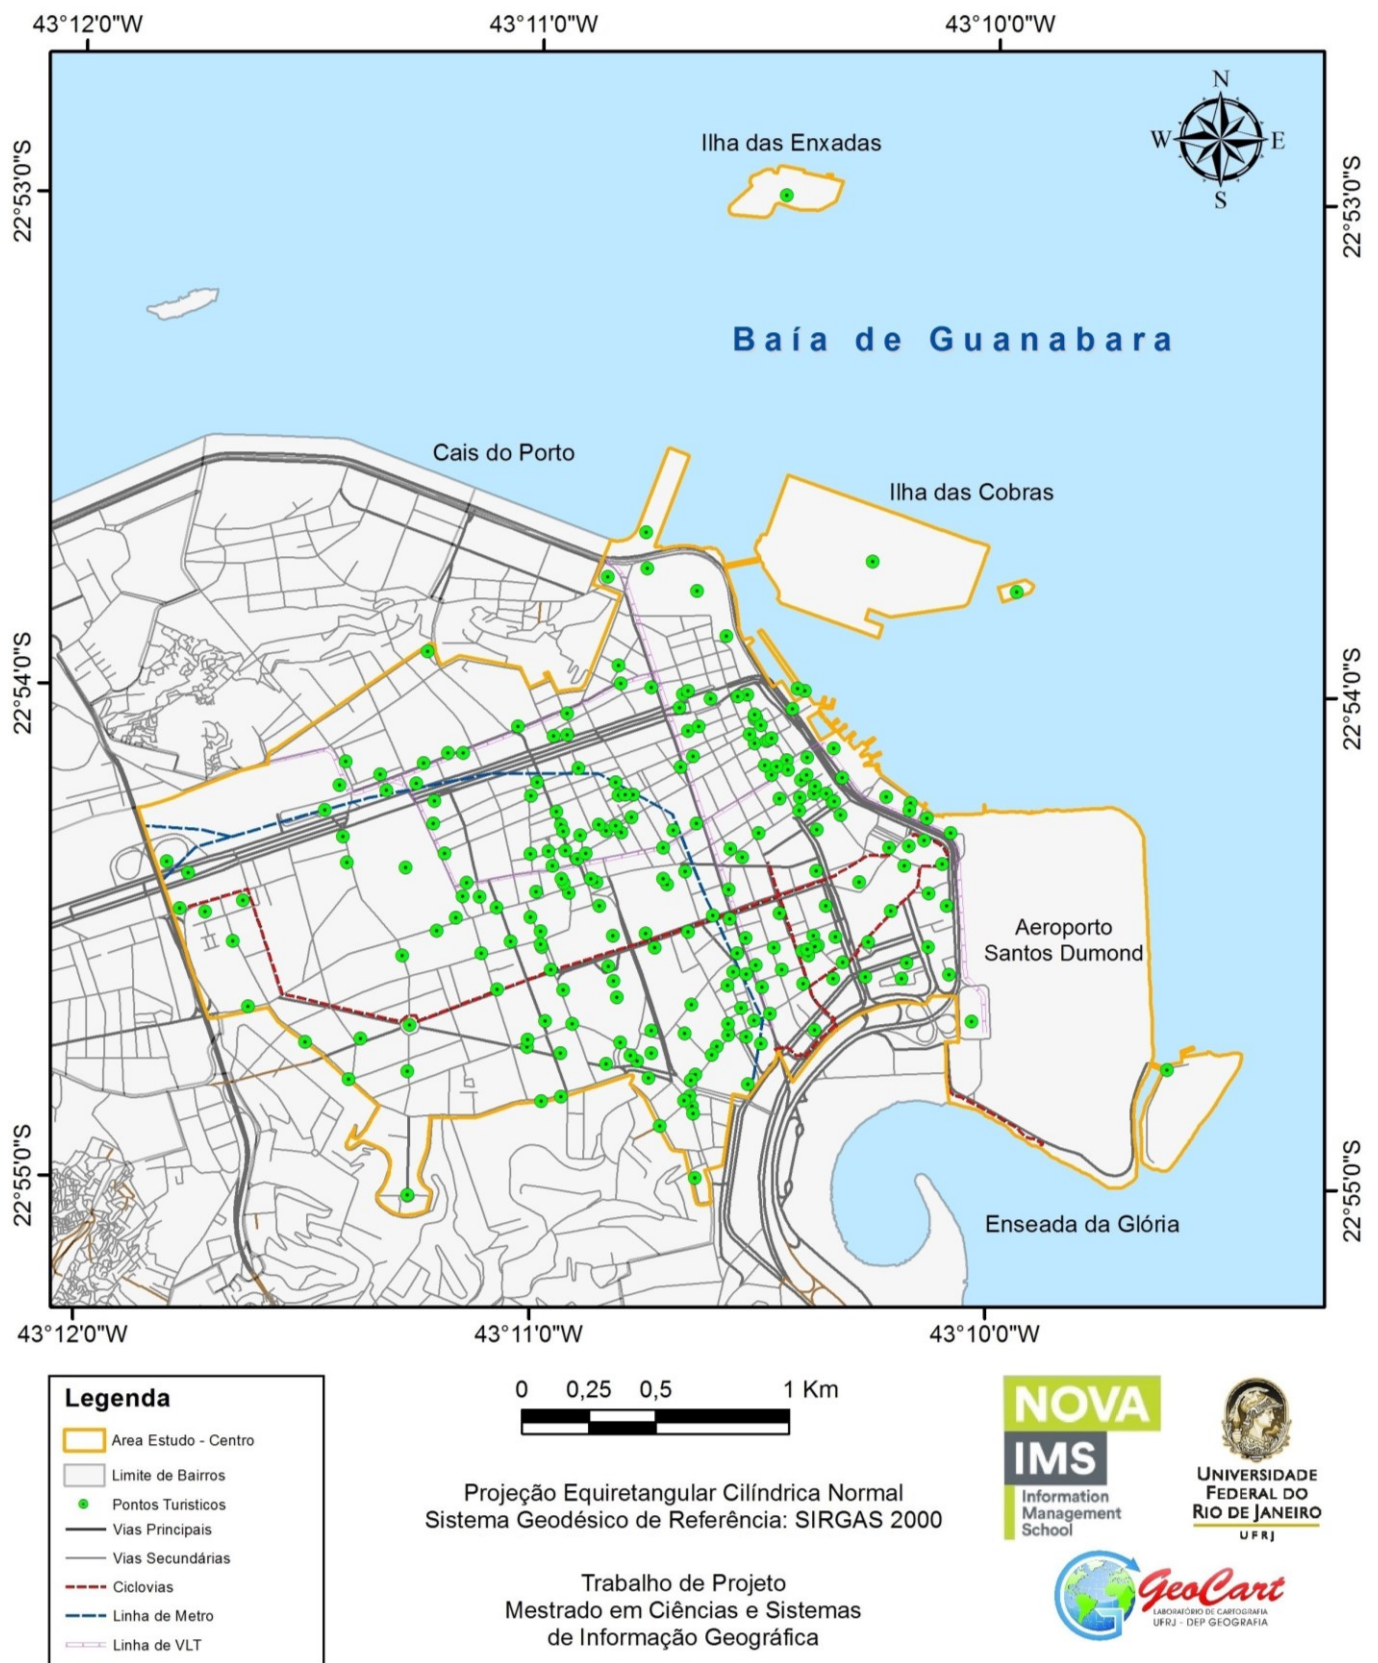 43°12'0"W
43°11'0"W
43°10'0"W
N
W
E
S
Ilha das Enxadas
22°53'0"S
22°53'0"S
Baía de Guanabara
Cais do Porto
Ilha das Cobras
22°54'0"S
22°54'0"S
Aeroporto
Santos Dumond
22°55'0"S
22°55'0"S
Enseada da Glória
43°12'0"W
43°11'0"W
43°10'0"W
Legenda
Area Estudo - Centro
Limite de Bairros
Pontos Turisticos
Vias Principais
Vias Secundárias
Ciclovias
Linha de Metro
Linha de VLT
0 0,25 0,5 1 Km
Projeção Equiretangular Cilíndrica Normal
Sistema Geodésico de Referência: SIRGAS 2000
Trabalho de Projeto
Mestrado em Ciências e Sistemas
de Informação Geográfica
NOVA
IMS
Information
Management
School
UNIVERSIDADE
FEDERAL DO
RIO DE JANEIRO
UFRJ
GeoCart
LABORATÓRIO DE CARTOGRAFIA
UFRJ - DEP GEOGRAFIA